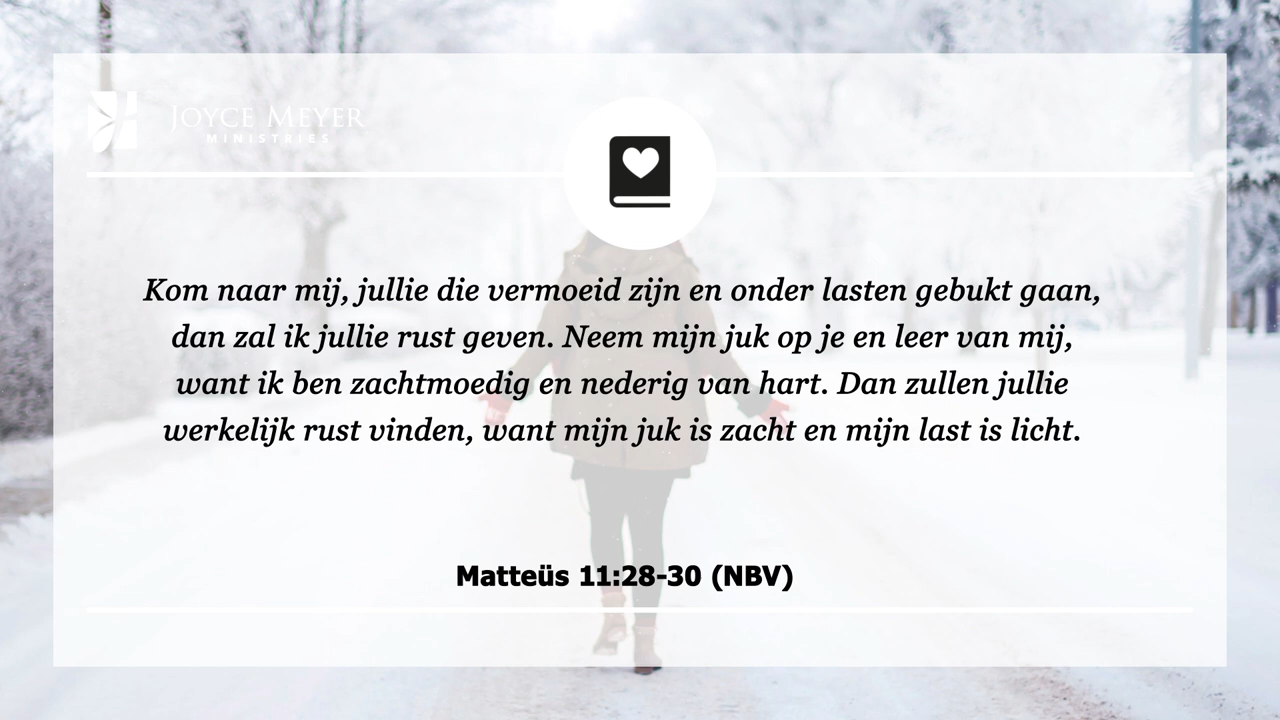 JOYCE MEYER
MINISTRIES
Kom naar mij, jullie die vermoeid zijn en onder lasten gebukt gaan,
dan zal ik jullie rust geven. Neem mijn juk op je en leer van mij,
want ik ben zachtmoedig en nederig van hart. Dan zullen jullie
werkelijk rust vinden, want mijn juk is zacht en mijn last is licht.
Matteüs 11:28-30 (NBV)